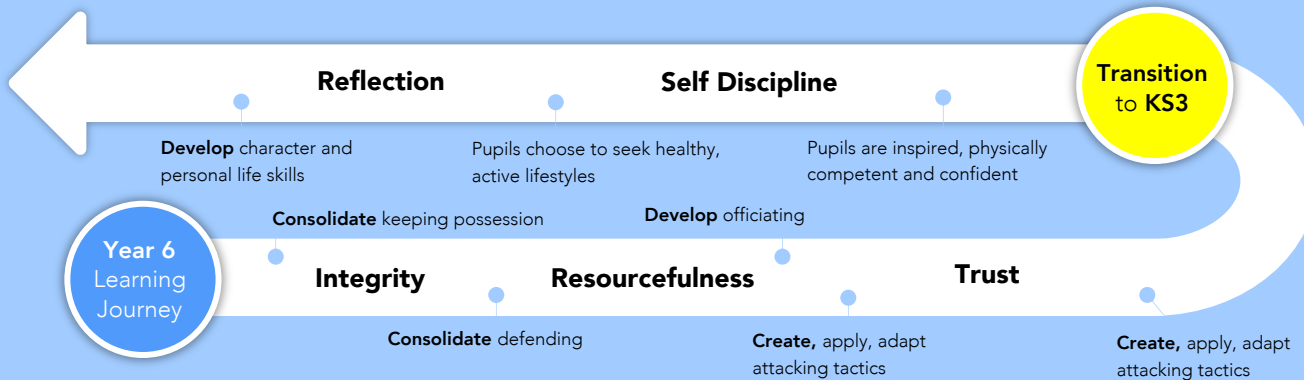 Reflection
Self Discipline
Transition
to KS3
Develop character and
personal life skills
Pupils choose to seek healthy,
active lifestyles
Pupils are inspired, physically
competent and confident
Consolidate keeping possession
Develop officiating
Year 6
Learning
Journey
Integrity
Resourcefulness
Trust
Consolidate defending
Create, apply, adapt
attacking tactics
Create, apply, adapt
attacking tactics